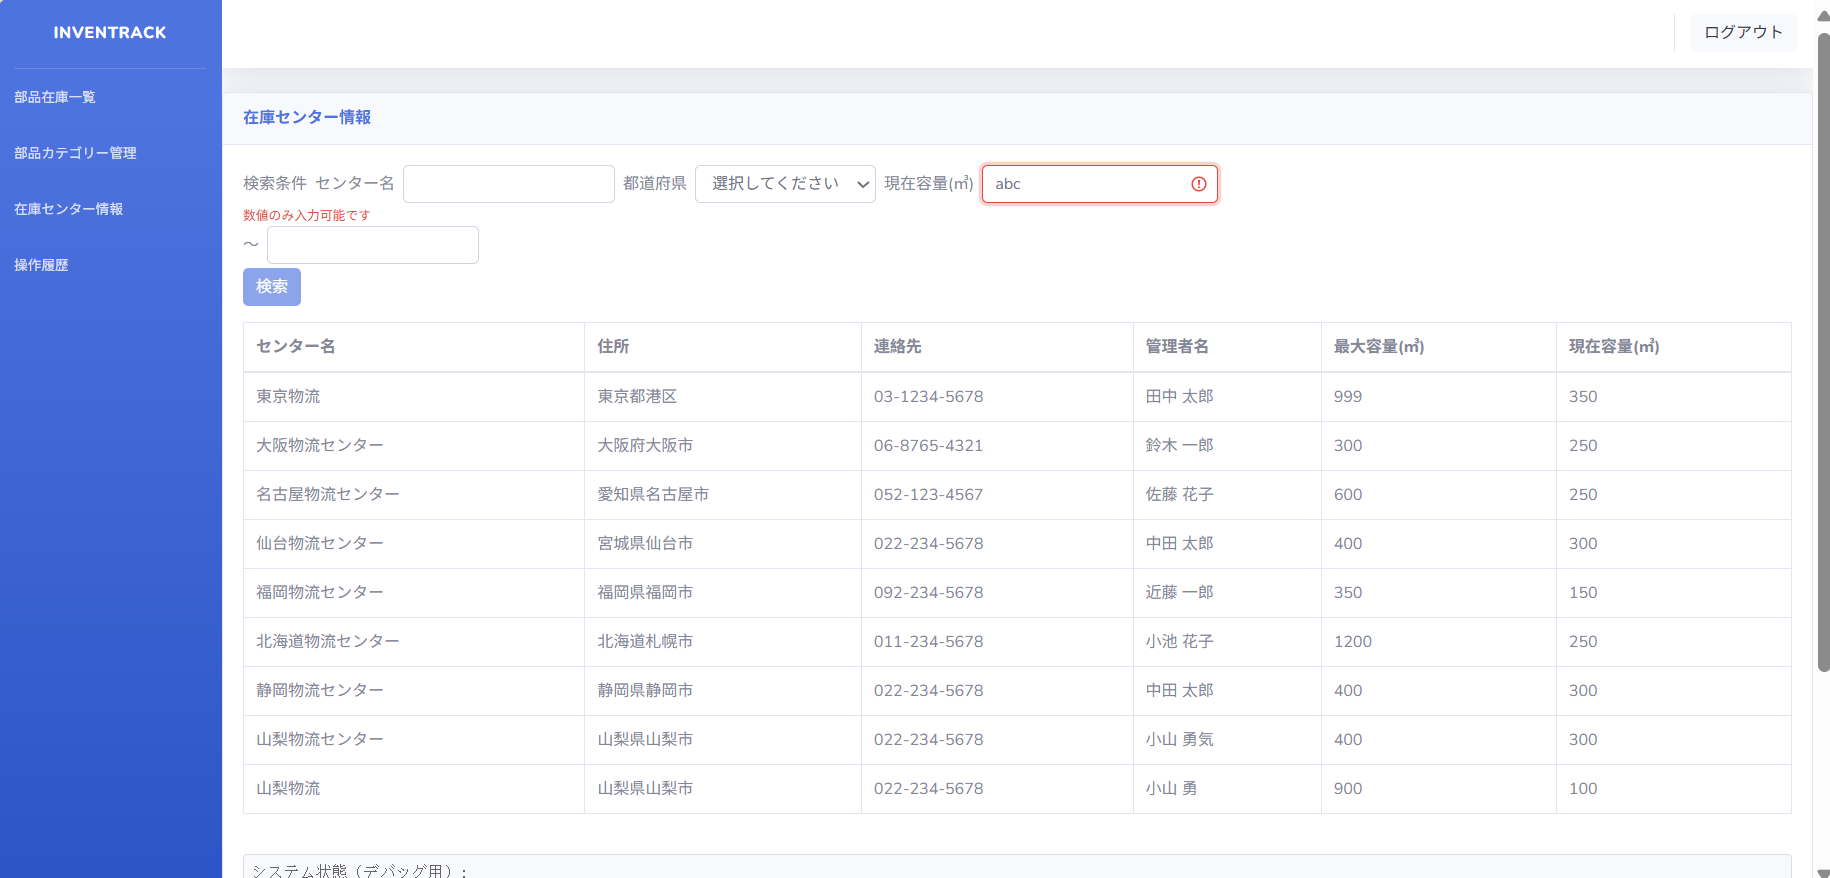 INVENTRACK
ログアウト
部品在庫一覧
部品カテゴリー管理
在庫センター情報
操作履歴
在庫センター情報
検索条件 センター名 都道府県 選択してください 現在容量(㎥) abc
数値のみ入力可能です
～
検索
センター名 住所 連絡先 管理者名 最大容量(㎥) 現在容量(㎥)
東京物流 東京都港区 03-1234-5678 田中 太郎 999 350
大阪物流センター 大阪府大阪市 06-8765-4321 鈴木 一郎 300 250
名古屋物流センター 愛知県名古屋市 052-123-4567 佐藤 花子 600 250
仙台物流センター 宮城県仙台市 022-234-5678 中田 太郎 400 300
福岡物流センター 福岡県福岡市 092-234-5678 近藤 一郎 350 150
北海道物流センター 北海道札幌市 011-234-5678 小池 花子 1200 250
静岡物流センター 静岡県静岡市 022-234-5678 中田 太郎 400 300
山梨物流センター 山梨県山梨市 022-234-5678 小山 勇気 400 300
山梨物流 山梨県山梨市 022-234-5678 小山 勇 900 100
システム状態（デバッグ用）: